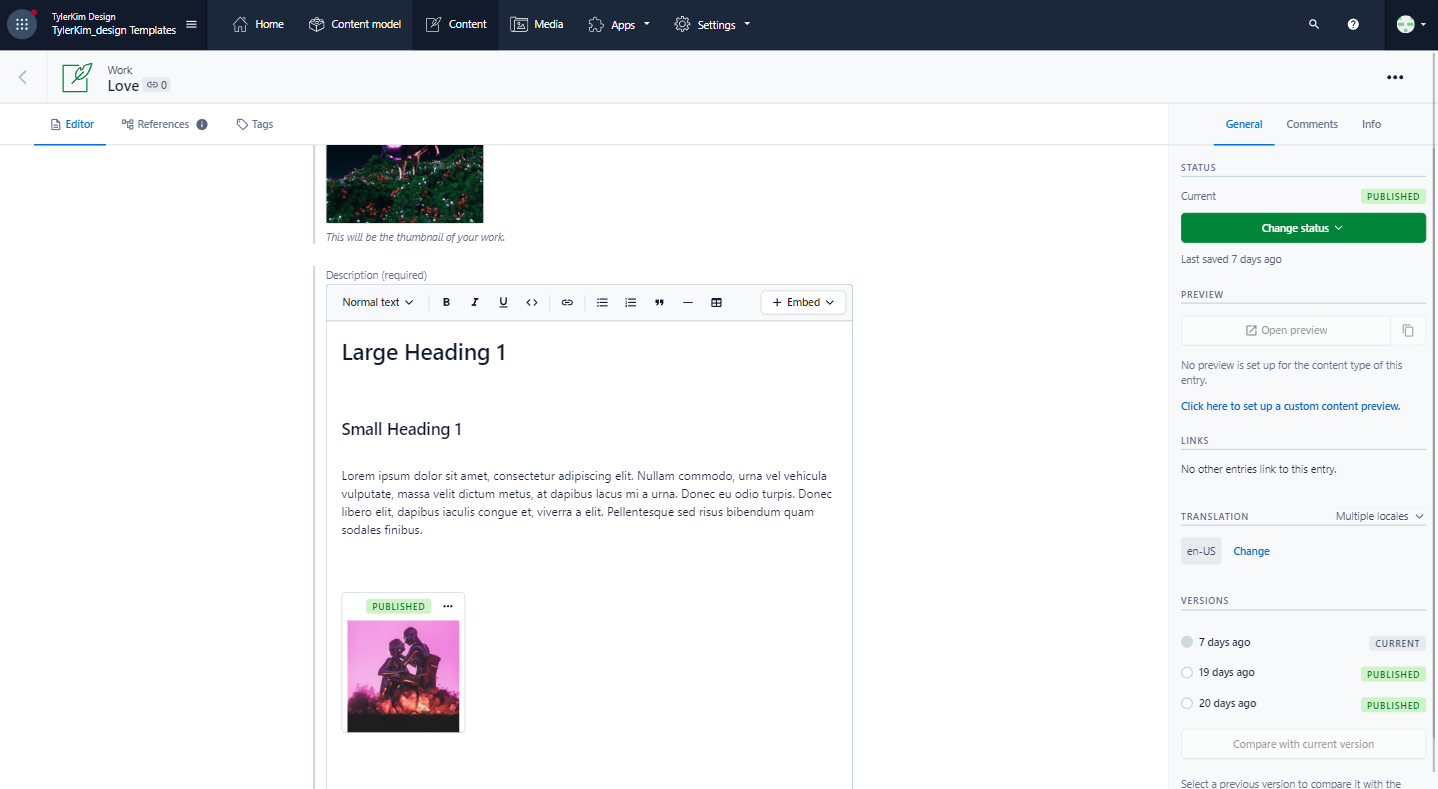 TylerKim Design
TylerKim_design Templates
Home
Content model
Content
Media
Apps
Settings
Work
Love 0
Editor
References
Tags
General
Comments
Info
This will be the thumbnail of your work.
Description (required)
Normal text
B
I
U
Embed
Large Heading 1
Small Heading 1
Lorem ipsum dolor sit amet, consectetur adipiscing elit. Nullam commodo, urna vel vehicula
vulputate, massa velit dictum metus, at dapibus lacus mi a urna. Donec eu odio turpis. Donec
libero elit, dapibus iaculis congue et, viverra a elit. Pellentesque sed risus bibendum quam
sodales finibus.
PUBLISHED
STATUS
Current PUBLISHED
Change status
Last saved 7 days ago
PREVIEW
Open preview
No preview is set up for the content type of this
entry.
Click here to set up a custom content preview.
LINKS
No other entries link to this entry.
TRANSLATION Multiple locales
en-US Change
VERSIONS
7 days ago CURRENT
19 days ago PUBLISHED
20 days ago PUBLISHED
Compare with current version
Select a previous version to compare it with the